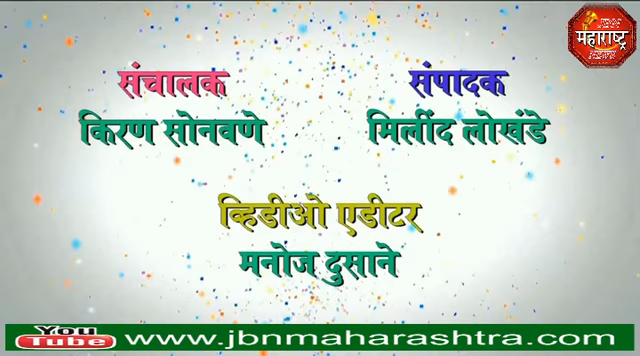 महाराष्ट्र
संचालक
किरण सोनवणे
संपादक
मिलींद लोखंडे
व्हिडीओ एडीटर
मनोज दुसाने
You Tube www.jbnmaharashtra.com